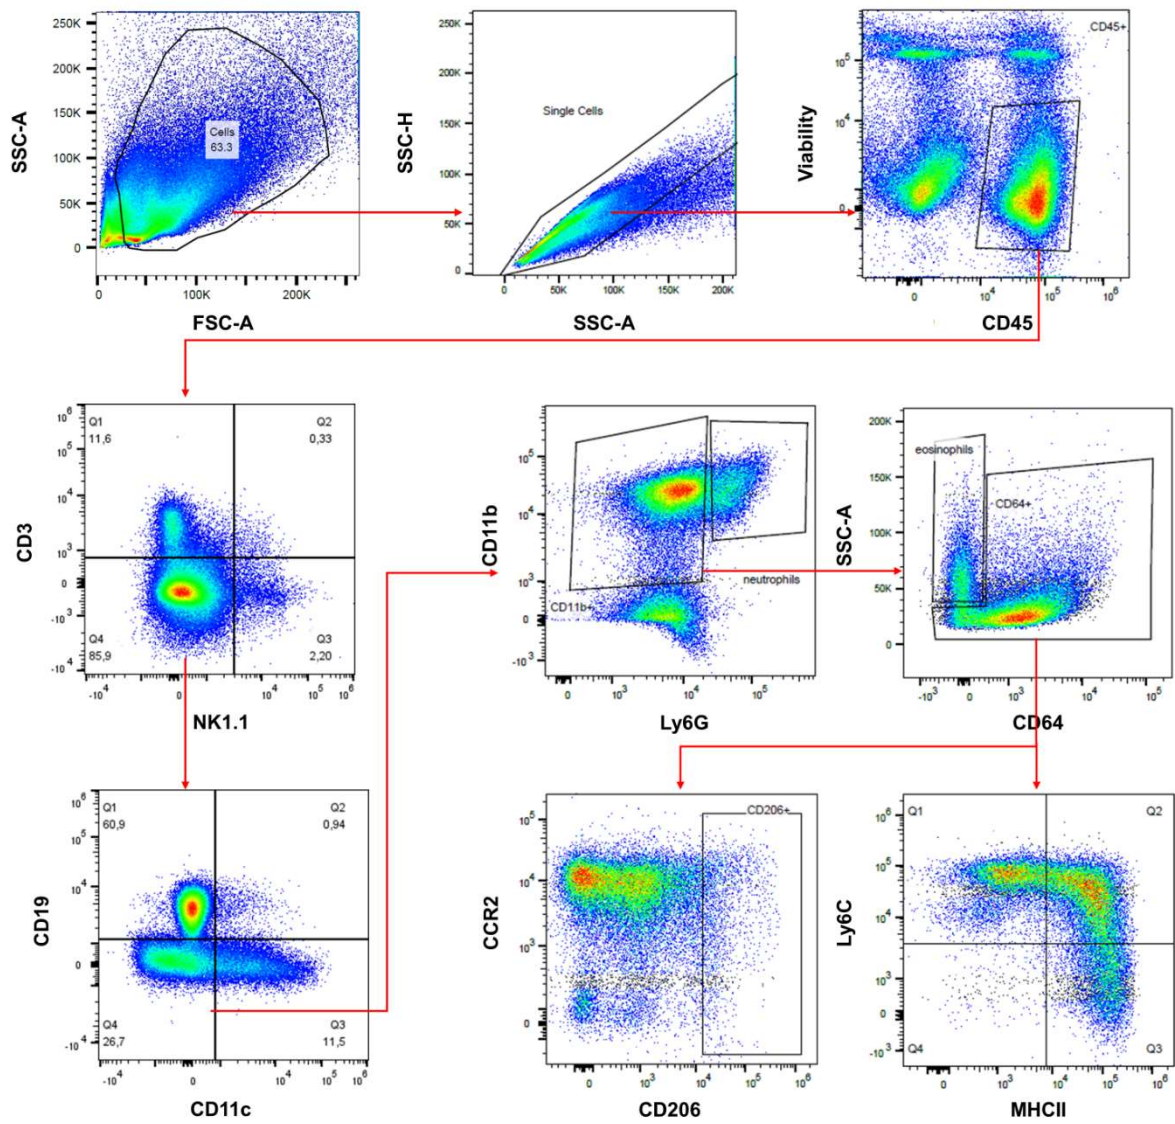 250K
200K
150K
100K
50K
0
SSC-A
Cells
63.3
0
100K
200K
FSC-A
250K
200K
150K
100K
50K
0
SSC-H
Single Cells
0
50K
100K
150K
200K
SSC-A
CD45+
10^5
10^4
0
Viability
0
10^4
10^5
10^6
CD45
10^6
10^5
10^4
10^3
0
-10^3
-10^4
CD3
Q1
11,6
Q2
0,33
Q4
85,9
Q3
2,20
-10^4
0
10^4
10^5
10^6
NK1.1
10^5
10^4
10^3
0
-10^3
CD11b
CD11b+
neutrophils
0
10^3
10^4
10^5
Ly6G
200K
150K
100K
50K
0
SSC-A
eosinophils
CD64+
-10^3
0
10^3
10^4
10^5
CD64
10^6
10^5
10^4
0
-10^4
CD19
Q1
60,9
Q2
0,94
Q4
26,7
Q3
11,5
-10^4
0
10^4
10^5
10^6
CD11c
10^5
10^4
10^3
0
CCR2
CD206+
0
10^3
10^4
10^5
10^6
CD206
10^6
10^5
10^4
10^3
0
-10^3
Ly6C
Q1
Q2
Q4
Q3
0
10^3
10^4
10^5
10^6
MHCII